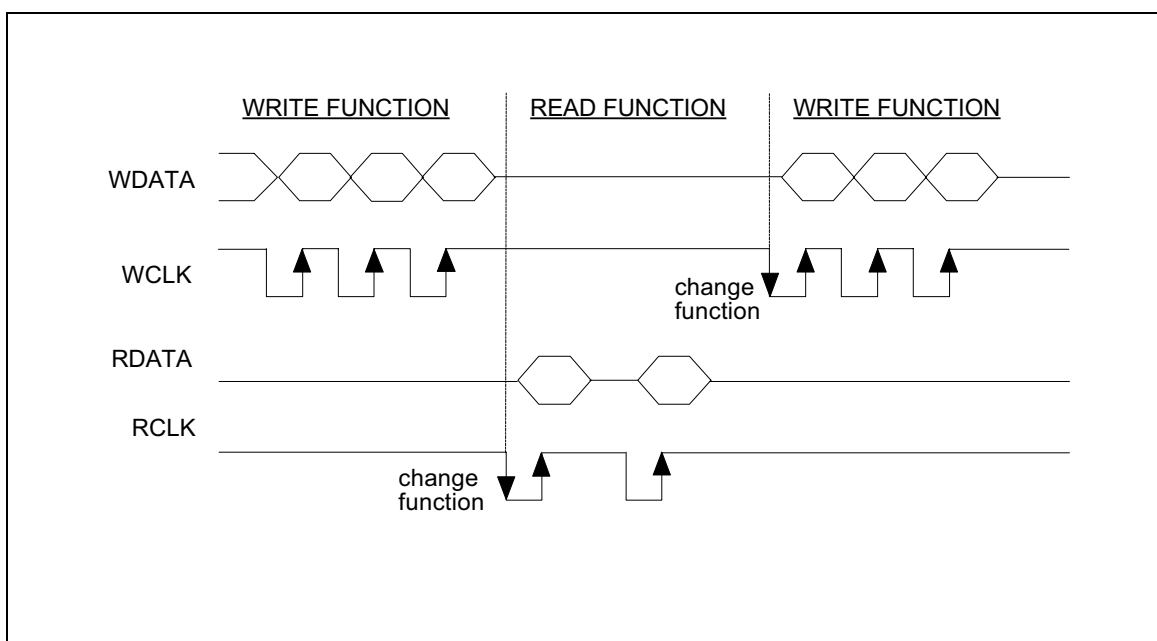 WRITE FUNCTION READ FUNCTION WRITE FUNCTION
WDATA
WCLK
change
function
RDATA
RCLK
change
function